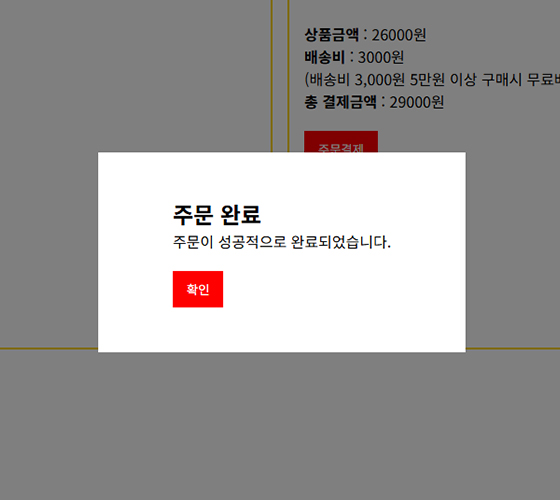 상품금액 : 26000원
배송비 : 3000원
(배송비 3,000원 5만원 이상 구매시 무료
총 결제금액 : 29000원
주문결제
주문 완료
주문이 성공적으로 완료되었습니다.
확인